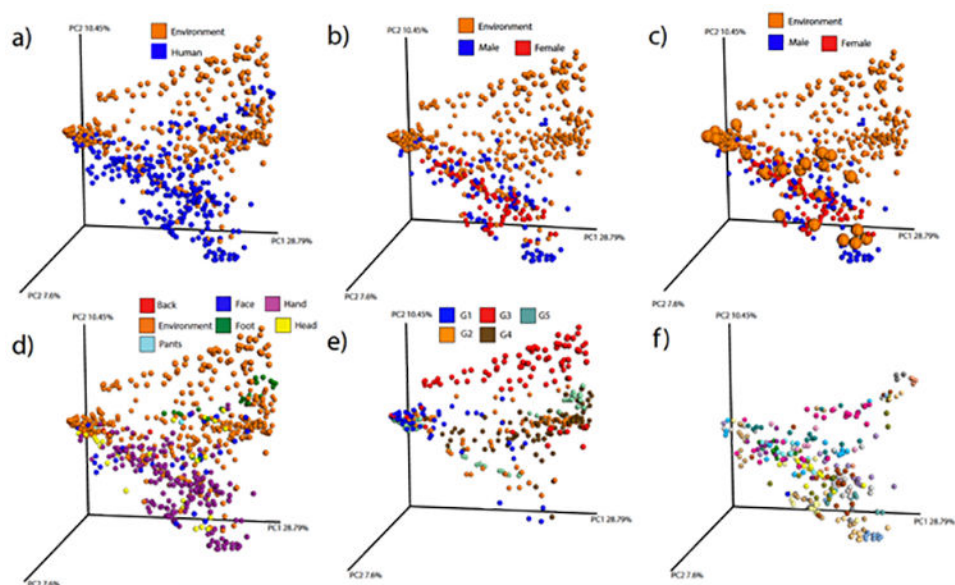 a)
PC2 10.45%
Environment
Human
PC1 28.79%
PC2 7.6%
b)
PC2 10.45%
Environment
Male Female
PC1 28.79%
PC2 7.6%
c)
PC2 10.45%
Environment
Male Female
PC1 28.79%
PC2 7.6%
d)
Back Face Hand
Environment Foot Head
Pants
PC2 10.45%
PC1 28.79%
PC2 7.6%
e)
G1 G3 G5
G2 G4
PC2 10.45%
PC1 28.79%
PC2 7.6%
f)
PC2 10.45%
PC1 28.79%
PC2 7.6%